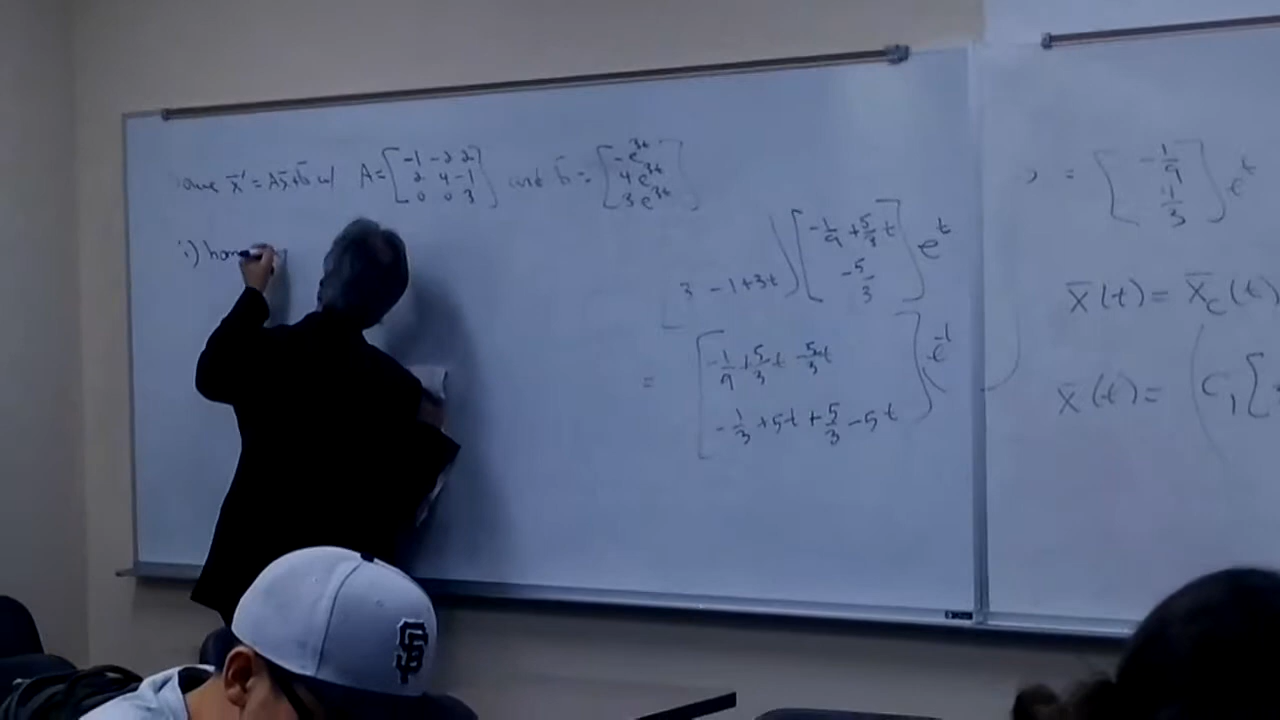 x̄' = Ax̄ + b̄ w/ A = [-1 -2 2; 2 4 -1; 0 0 3] and b̄ = [-e^{3t}; 4e^{3t}; 3e^{3t}]
i) hom
3 -1+3t) [-1/9 + 5/3 t; -5/3] e^t
= [-1/9 + 5/3 t - 5/3 t; -1/3 + 5t + 5/3 - 5t]
= [-1/9; 1/3] e^t
x̄(t) = x̄_c(t)
x̄(t) = (c_1 [
SF